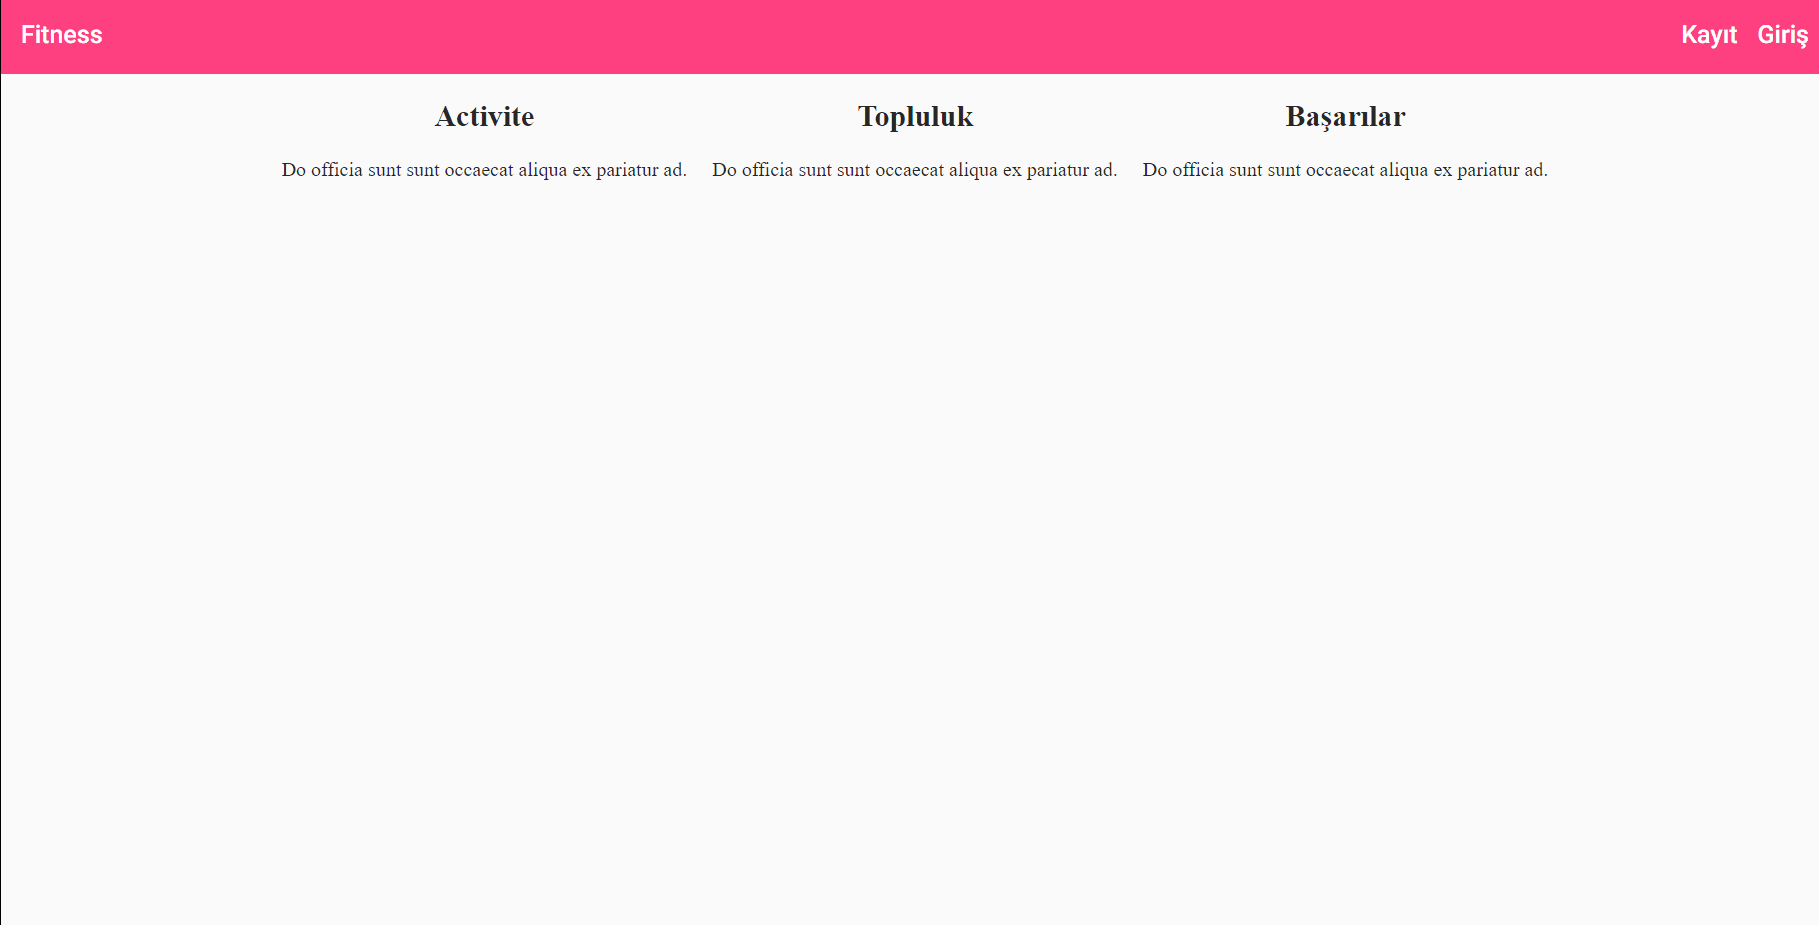 Fitness
Kayıt Giriş
Activite
Do officia sunt sunt occaecat aliqua ex pariatur ad.
Topluluk
Do officia sunt sunt occaecat aliqua ex pariatur ad.
Başarılar
Do officia sunt sunt occaecat aliqua ex pariatur ad.